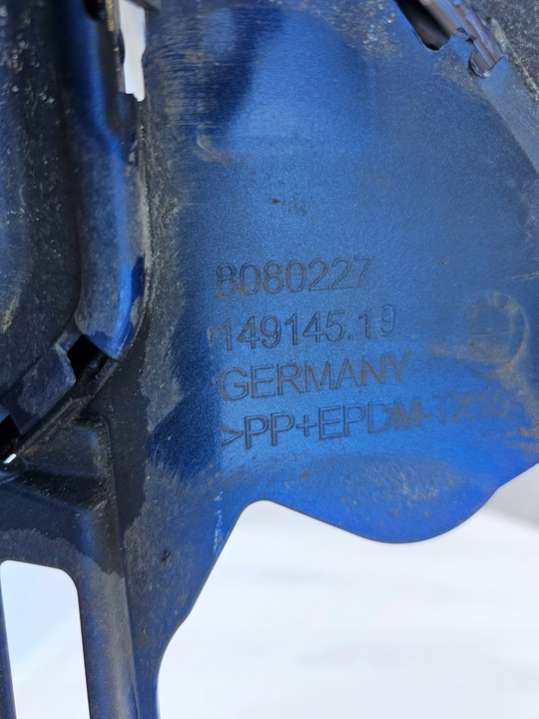 8080227
149145.19
GERMANY
>PP+EPDM-